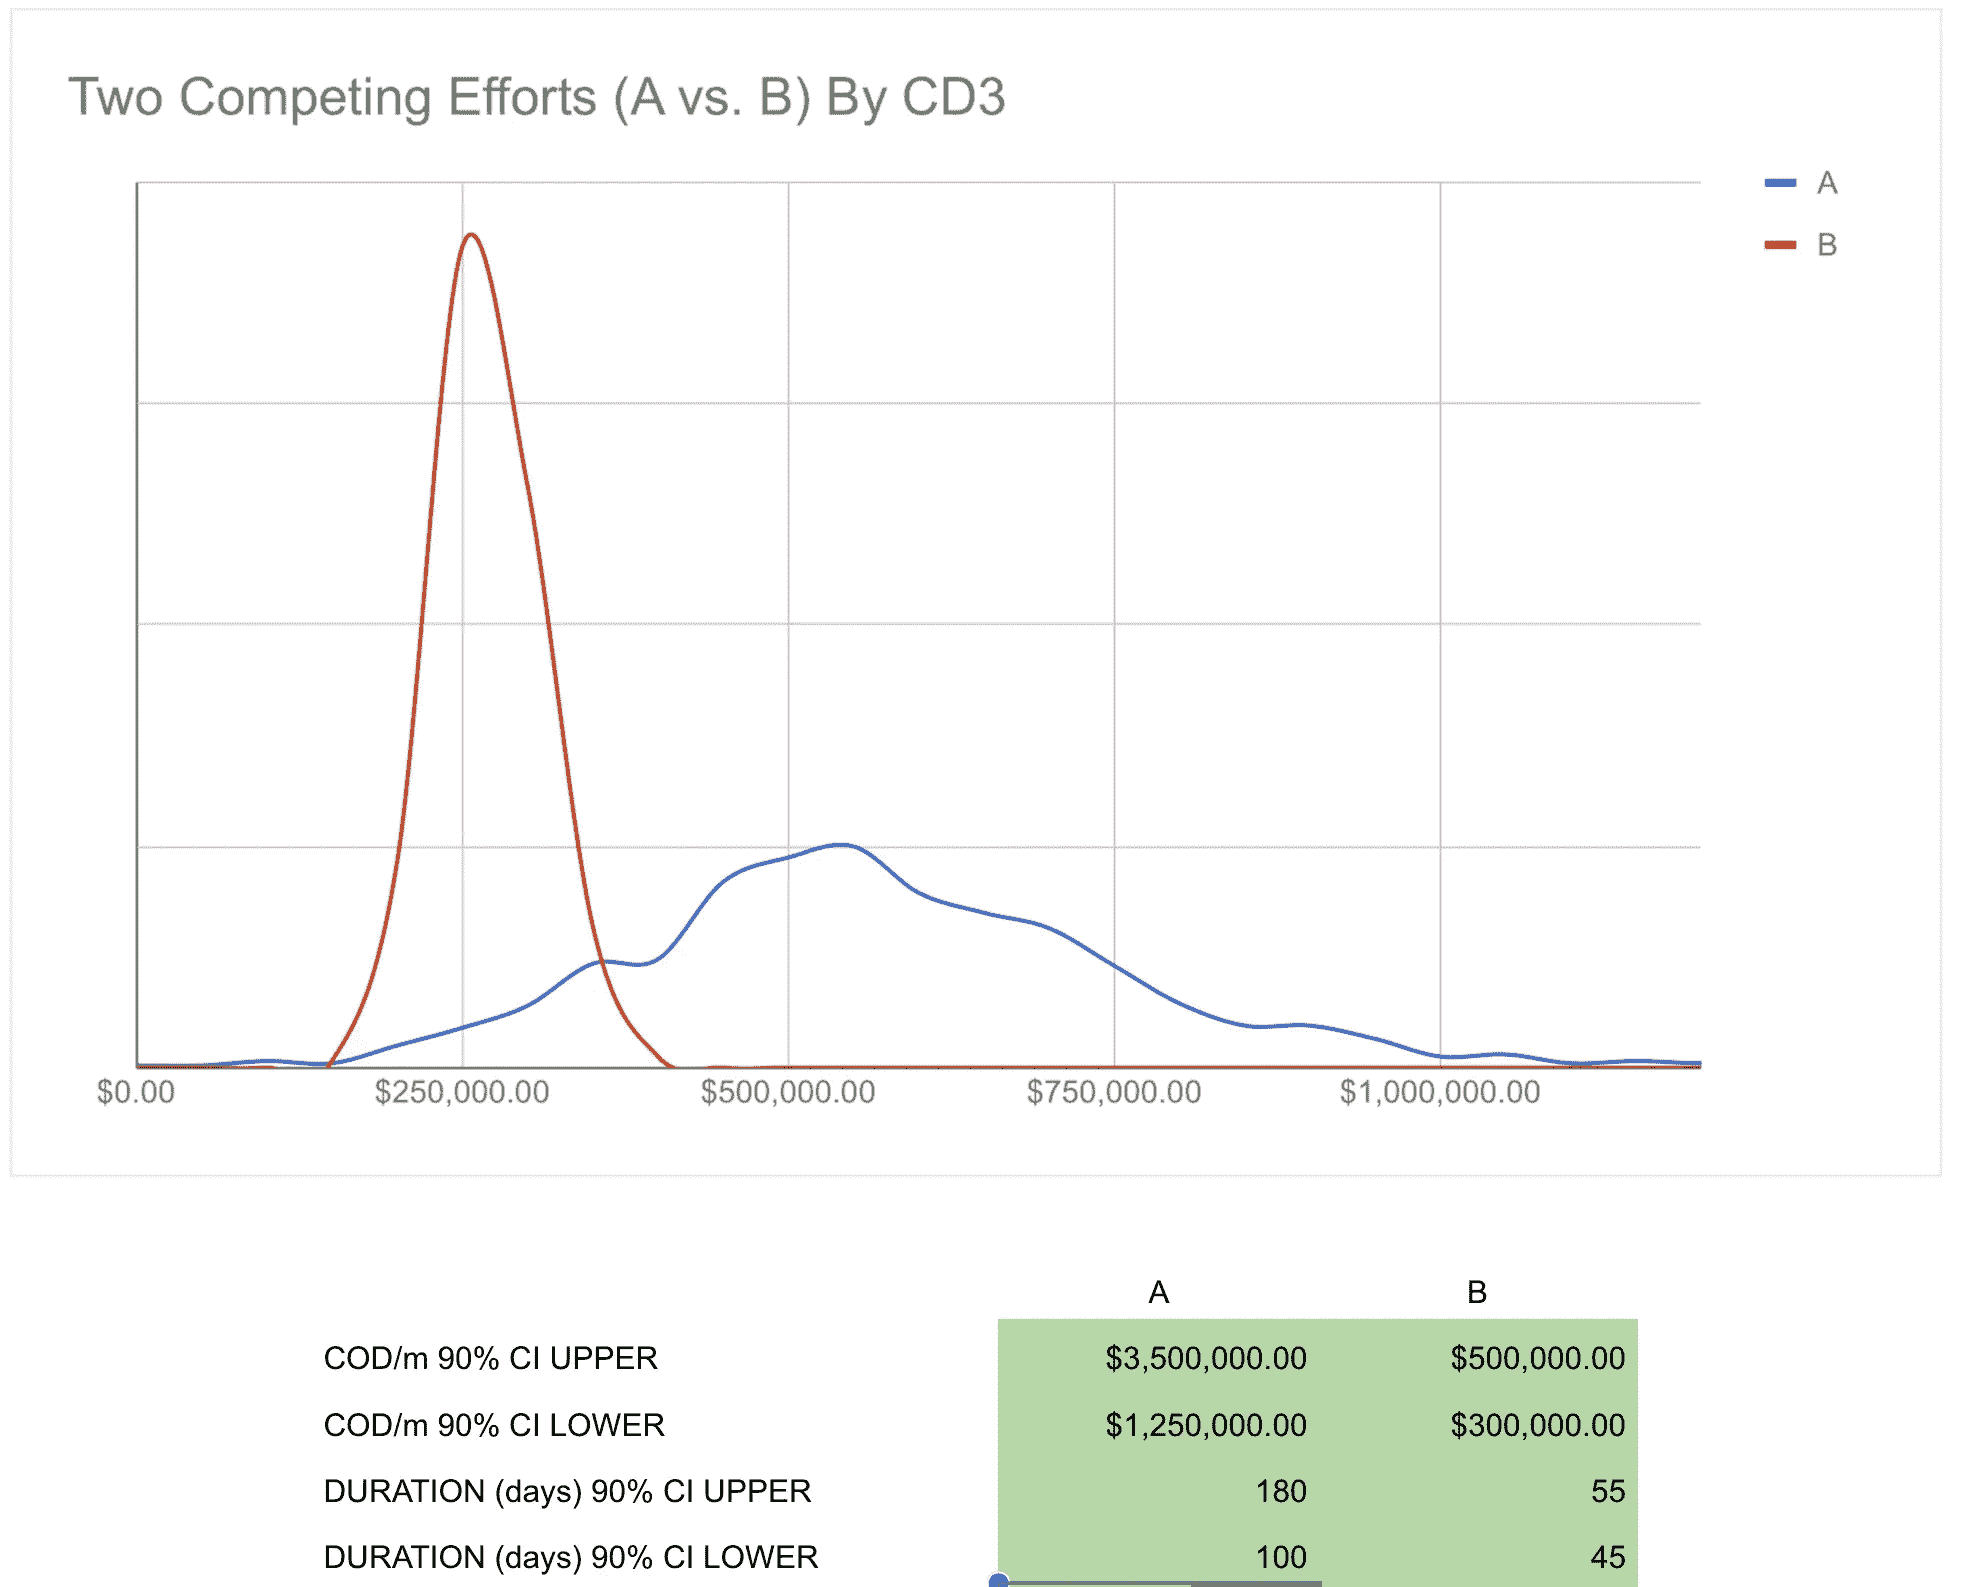 Two Competing Efforts (A vs. B) By CD3
A
B
$0.00 $250,000.00 $500,000.00 $750,000.00 $1,000,000.00
A B
COD/m 90% CI UPPER $3,500,000.00 $500,000.00
COD/m 90% CI LOWER $1,250,000.00 $300,000.00
DURATION (days) 90% CI UPPER 180 55
DURATION (days) 90% CI LOWER 100 45